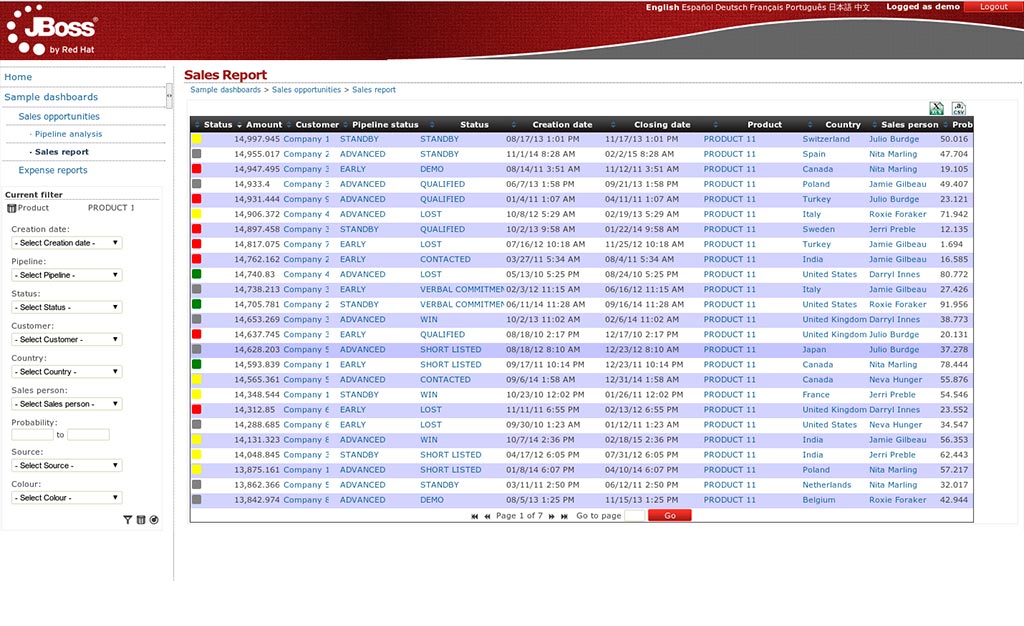 English Español Deutsch Français Português 日本語 中文 Logged as demo Logout
JBoss
by Red Hat
Home
Sample dashboards
Sales opportunities
- Pipeline analysis
- Sales report
Expense reports
Current filter
Product PRODUCT 1
Creation date:
- Select Creation date -
Pipeline:
- Select Pipeline -
Status:
- Select Status -
Customer:
- Select Customer -
Country:
- Select Country -
Sales person:
- Select Sales person -
Probability:
to
Source:
- Select Source -
Colour:
- Select Colour -
Sales Report
Sample dashboards > Sales opportunities > Sales report
Status Amount Customer Pipeline status Status Creation date Closing date Product Country Sales person Prob
14,997.945 Company 1 STANDBY STANDBY 08/17/13 1:01 PM 11/17/13 1:01 PM PRODUCT 11 Switzerland Julio Burdge 50.016
14,955.017 Company 2 ADVANCED STANDBY 11/1/14 8:28 AM 02/2/15 8:28 AM PRODUCT 11 Spain Nita Marling 47.704
14,947.495 Company 3 EARLY DEMO 08/14/11 3:51 AM 11/12/11 3:51 AM PRODUCT 11 Canada Nita Marling 19.105
14,933.4 Company 3 ADVANCED QUALIFIED 06/7/13 1:58 PM 09/21/13 1:58 PM PRODUCT 11 Poland Jamie Gilbeau 49.407
14,931.444 Company 9 ADVANCED QUALIFIED 01/4/11 1:07 AM 04/11/11 1:07 AM PRODUCT 11 Turkey Julio Burdge 23.121
14,906.372 Company 4 ADVANCED LOST 10/8/12 5:29 AM 02/19/13 5:29 AM PRODUCT 11 Italy Roxie Foraker 71.942
14,897.458 Company 3 STANDBY QUALIFIED 10/2/13 9:58 AM 01/22/14 9:58 AM PRODUCT 11 Sweden Jerri Preble 12.135
14,817.075 Company 7 EARLY LOST 07/16/12 10:18 AM 11/25/12 10:18 AM PRODUCT 11 Turkey Jamie Gilbeau 1.694
14,762.162 Company 2 EARLY CONTACTED 03/27/11 5:34 AM 08/4/11 5:34 AM PRODUCT 11 India Jamie Gilbeau 16.585
14,740.83 Company 4 ADVANCED LOST 05/13/10 5:25 PM 08/24/10 5:25 PM PRODUCT 11 United States Darryl Innes 80.772
14,738.213 Company 3 EARLY VERBAL COMMITMEN 02/3/12 11:15 AM 06/16/12 11:15 AM PRODUCT 11 Italy Jamie Gilbeau 27.426
14,705.781 Company 2 STANDBY VERBAL COMMITMEN 06/11/14 11:28 AM 09/16/14 11:28 AM PRODUCT 11 United States Roxie Foraker 91.956
14,653.269 Company 3 ADVANCED WIN 10/2/13 11:02 AM 02/6/14 11:02 AM PRODUCT 11 United Kingdom Darryl Innes 38.773
14,637.745 Company 8 EARLY QUALIFIED 08/18/10 2:17 PM 12/17/10 2:17 PM PRODUCT 11 United Kingdom Julio Burdge 20.131
14,628.203 Company 5 ADVANCED SHORT LISTED 08/18/12 8:10 AM 12/23/12 8:10 AM PRODUCT 11 Japan Julio Burdge 37.278
14,593.839 Company 1 EARLY SHORT LISTED 09/17/11 10:14 PM 12/23/11 10:14 PM PRODUCT 11 Canada Nita Marling 78.444
14,565.361 Company 5 ADVANCED CONTACTED 09/6/14 1:58 AM 12/31/14 1:58 AM PRODUCT 11 Canada Neva Hunger 55.876
14,348.544 Company 1 STANDBY WIN 10/23/10 12:02 PM 01/26/11 12:02 PM PRODUCT 11 France Jerri Preble 54.546
14,312.85 Company 6 EARLY LOST 11/11/11 6:55 PM 02/13/12 6:55 PM PRODUCT 11 United Kingdom Darryl Innes 23.552
14,288.685 Company 8 EARLY LOST 09/30/10 1:23 AM 01/12/11 1:23 AM PRODUCT 11 United States Neva Hunger 34.547
14,131.323 Company 8 ADVANCED WIN 10/7/14 2:36 PM 02/18/15 2:36 PM PRODUCT 11 India Jamie Gilbeau 56.353
14,048.845 Company 3 STANDBY SHORT LISTED 04/17/12 6:05 PM 07/31/12 6:05 PM PRODUCT 11 India Jerri Preble 62.443
13,875.161 Company 1 ADVANCED SHORT LISTED 01/8/14 6:07 PM 04/10/14 6:07 PM PRODUCT 11 Poland Nita Marling 57.217
13,862.366 Company 5 ADVANCED STANDBY 03/11/11 2:50 PM 06/12/11 2:50 PM PRODUCT 11 Netherlands Nita Marling 32.017
13,842.974 Company 8 ADVANCED DEMO 08/5/13 1:25 PM 11/15/13 1:25 PM PRODUCT 11 Belgium Roxie Foraker 42.944
Page 1 of 7 Go to page Go